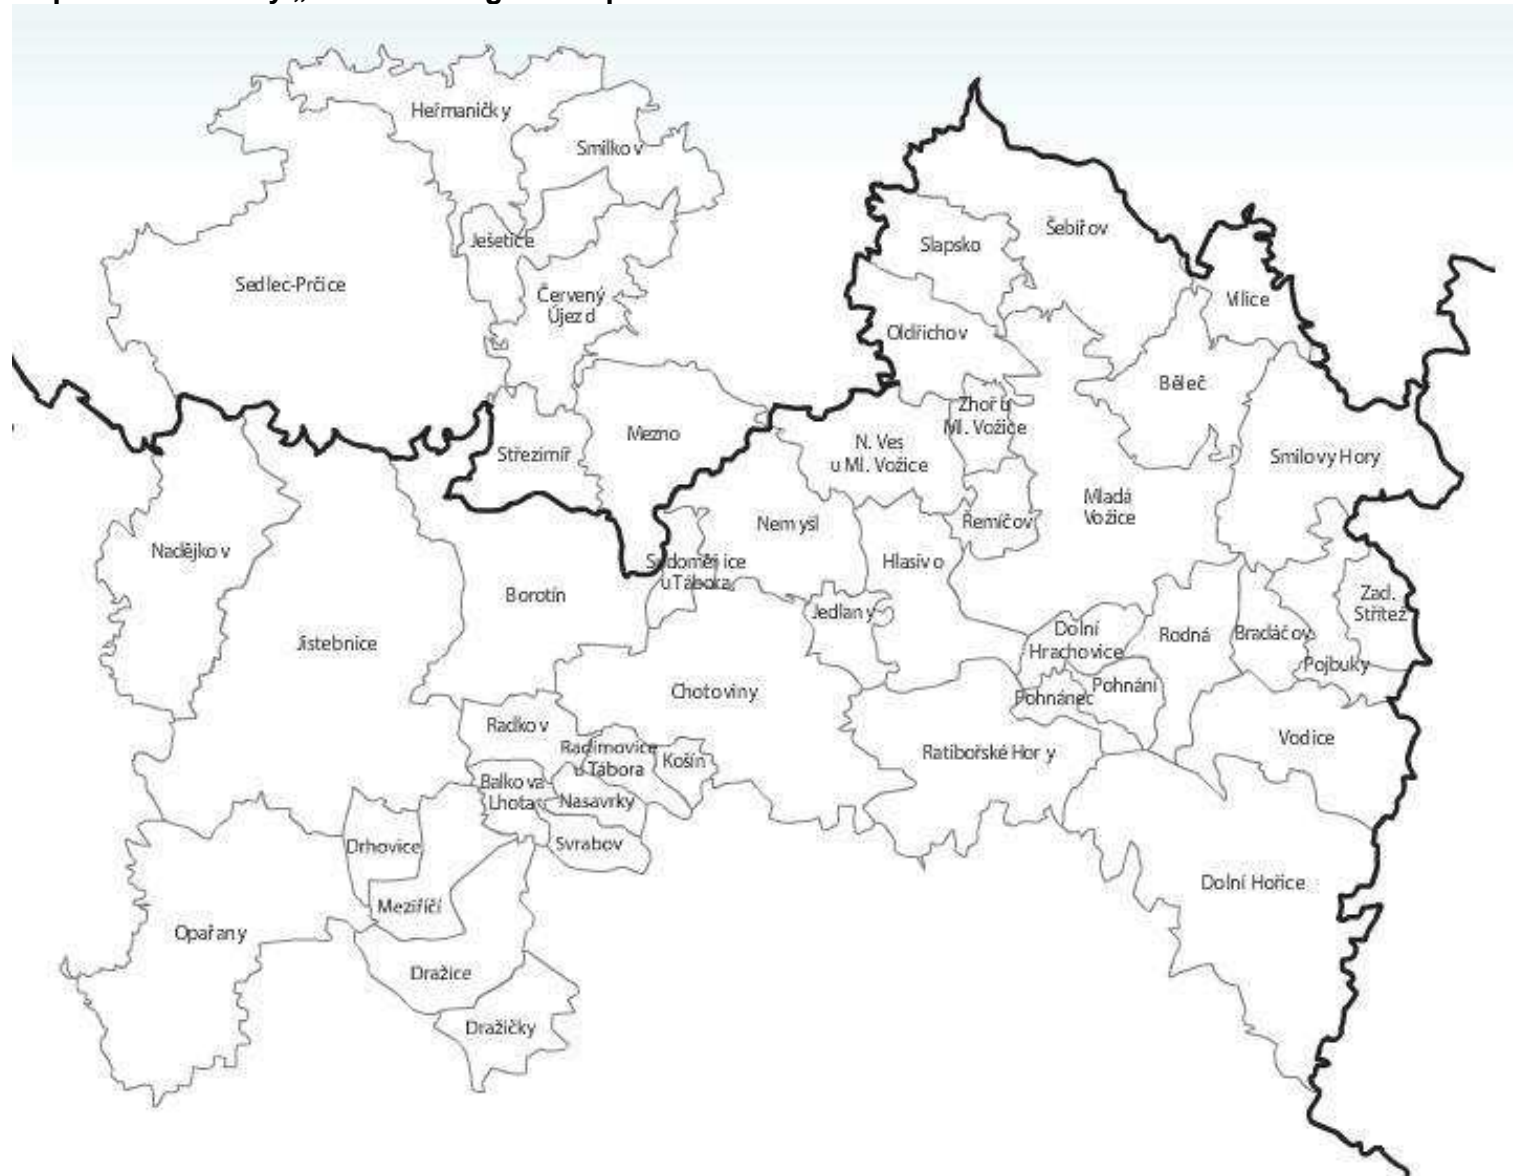 Heřmaničky
Smilkov
Ješetice
Sedlec-Prčice
Červený
Újezd
Šebířov
Slapsko
Vilice
Oldřichov
Běleč
Zhoř u
Ml. Vožice
Mezno
Střezimíř
N. Ves
u Ml. Vožice
Smilovy Hory
Mladá
Vožice
Řemíčov
Nemyšl
Nadějkov
Hlasivo
Sudoměřice
u Tábora
Borotín
Jedlany
Zad.
Střítež
Dolní
Hrachovice
Rodná
Bradáčov
Jistebnice
Pojbuky
Chotoviny
Pohnánec
Pohnání
Radkov
Vodice
Radimovice
u Tábora
Košín
Ratibořské Hory
Balkova
Lhota
Nasavrky
Drhovice
Svrabov
Dolní Hořice
Meziříčí
Opařany
Dražice
Dražičky